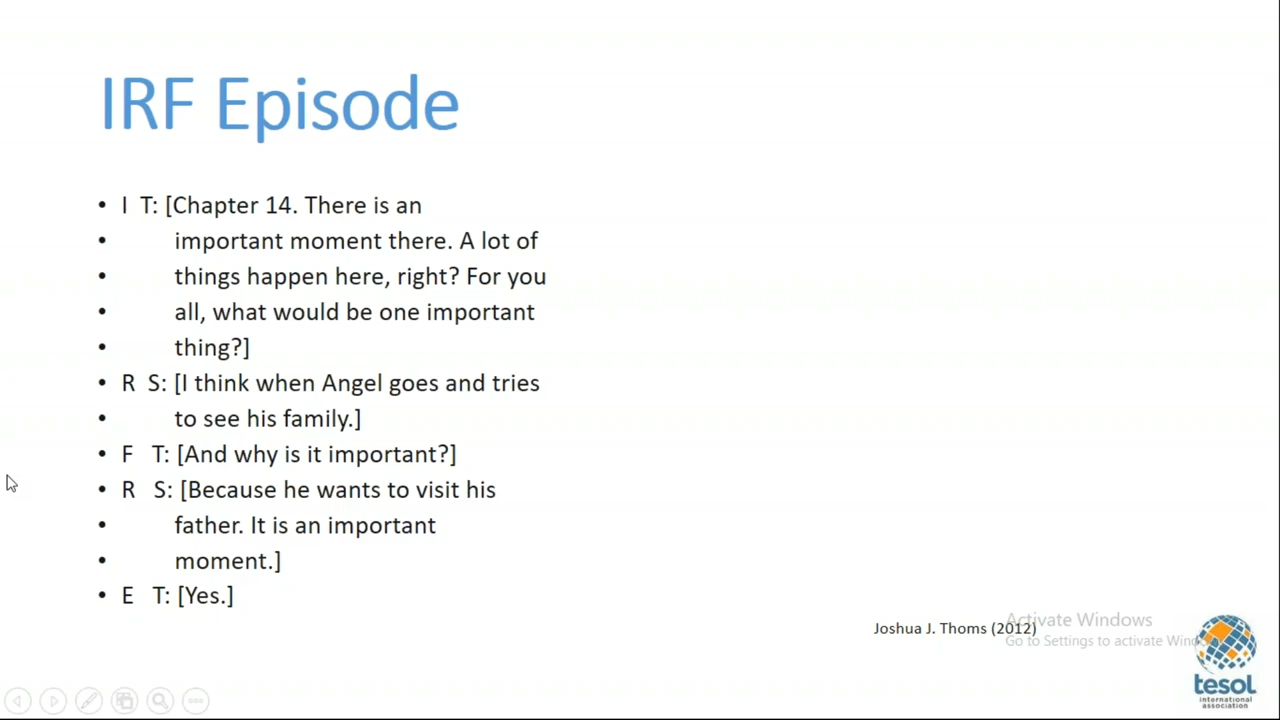 IRF Episode
• I T: [Chapter 14. There is an
• important moment there. A lot of
• things happen here, right? For you
• all, what would be one important
• thing?]
• R S: [I think when Angel goes and tries
• to see his family.]
• F T: [And why is it important?]
• R S: [Because he wants to visit his
• father. It is an important
• moment.]
• E T: [Yes.]
Joshua J. Thoms (2012)
Activate Windows
Go to Settings to activate
tesol
international
association